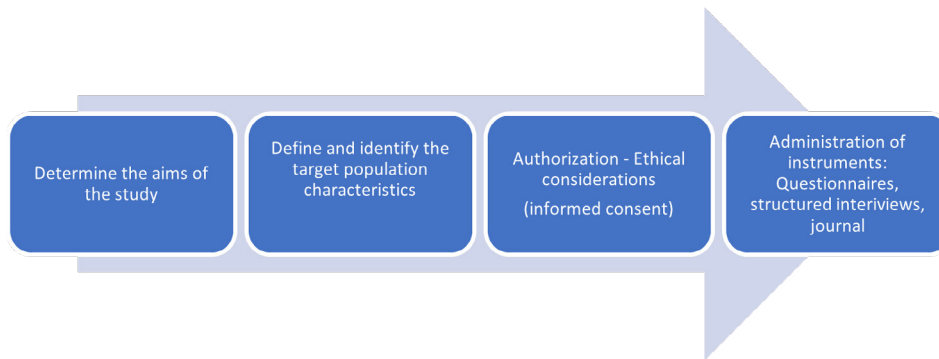 Determine the aims of
the study
Define and identify the
target population
characteristics
Authorization - Ethical
considerations
(informed consent)
Administration of
instruments:
Questionnaires,
structured interiviews,
journal